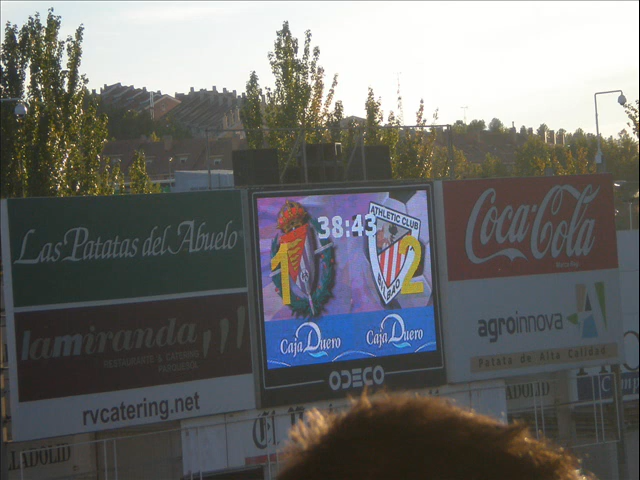 Las Patatas del Abuelo
lamiranda
RESTAURANTE & CATERING
rvcatering.net
38:43
1
ATHLETIC CLUB
2
CajaDuero
CajaDuero
ODECO
Coca-Cola
agroinnova
Patata de Alta Calidad
ADOLID